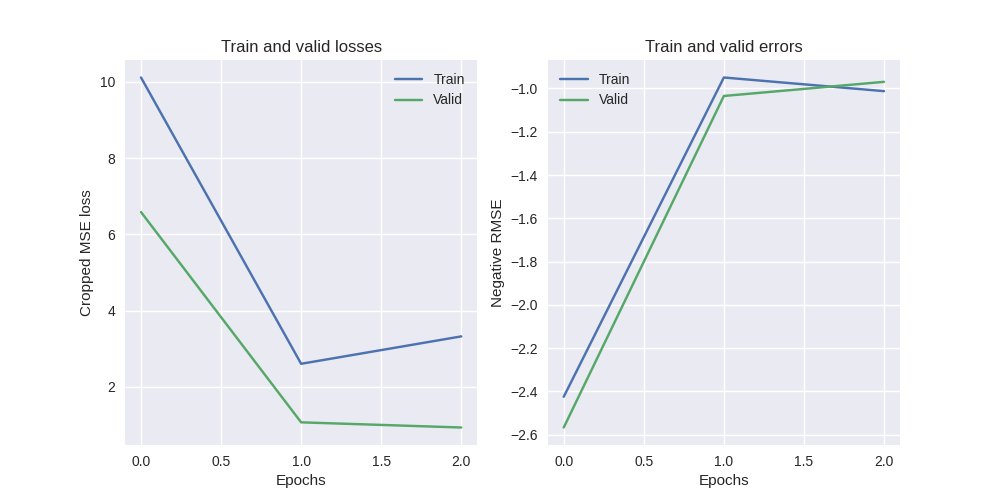 Train and valid losses
10
8
6
4
2
Cropped MSE loss
Train
Valid
0.0 0.5 1.0 1.5 2.0
Epochs
Train and valid errors
−1.0
−1.2
−1.4
−1.6
−1.8
−2.0
−2.2
−2.4
−2.6
Negative RMSE
Train
Valid
0.0 0.5 1.0 1.5 2.0
Epochs